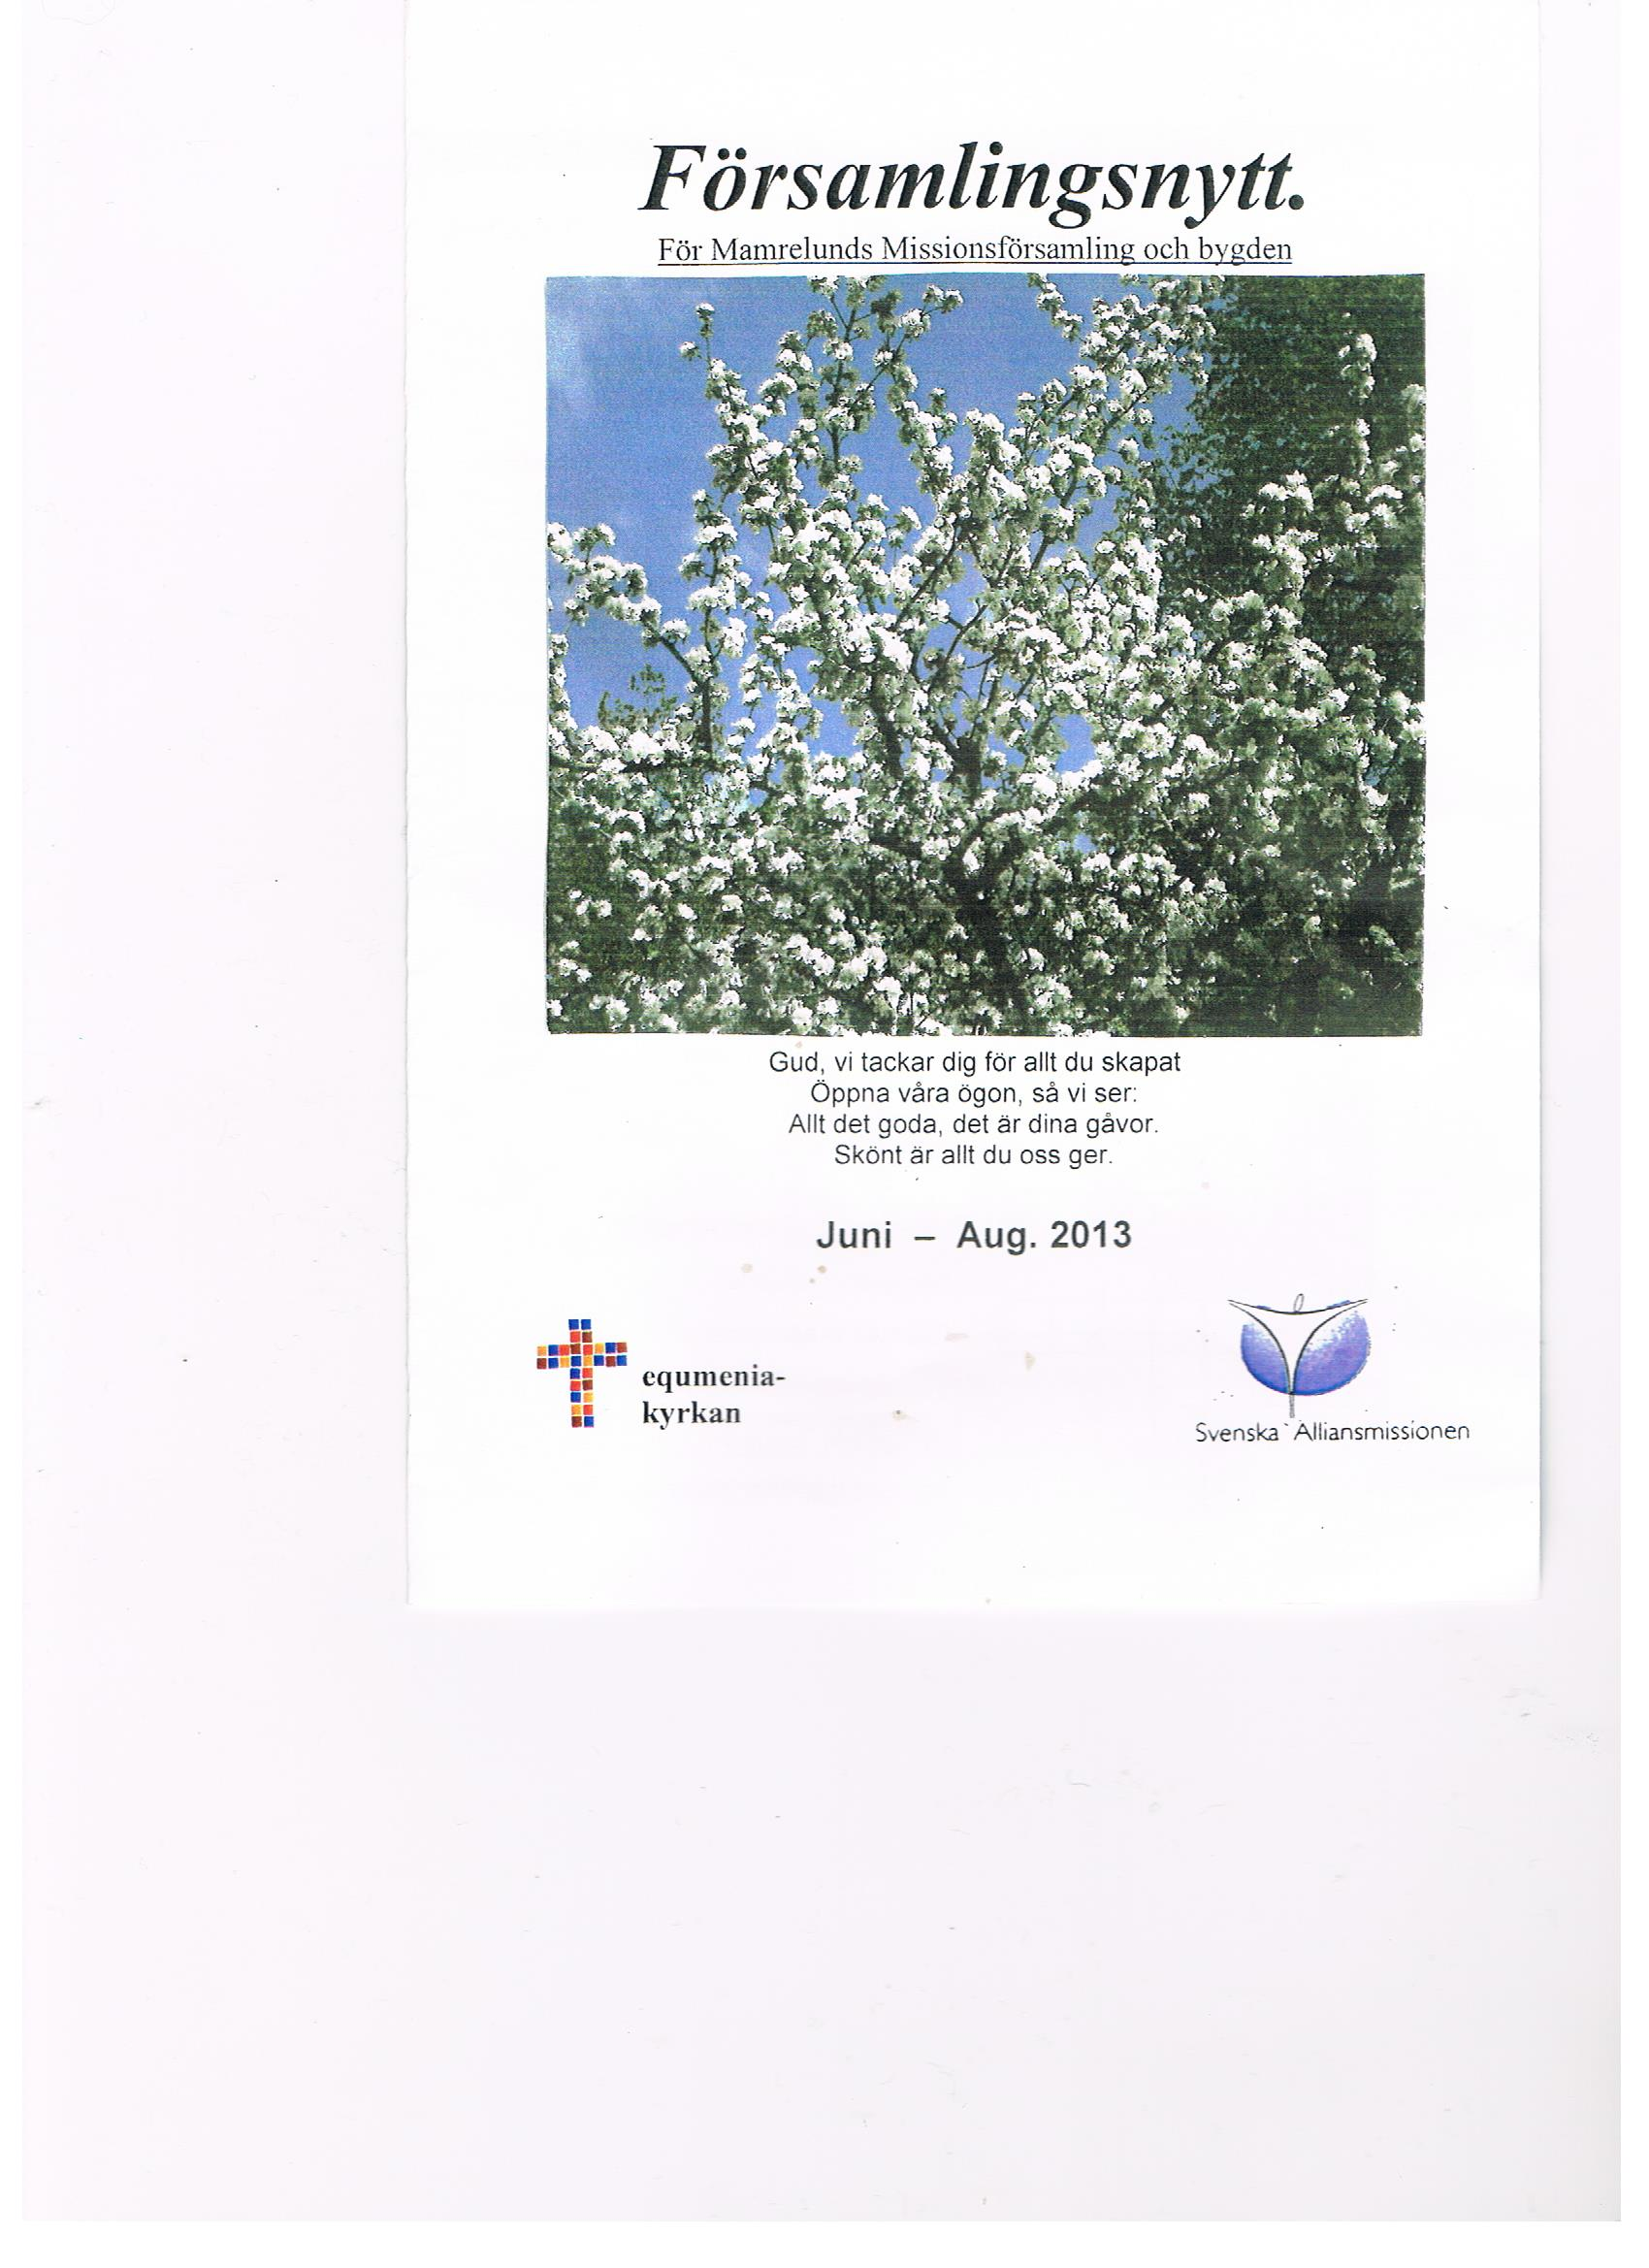 Församlingsnytt.
För Mamrelunds Missionsförsamling och bygden
Gud, vi tackar dig för allt du skapat
Öppna våra ögon, så vi ser:
Allt det goda, det är dina gåvor.
Skönt är allt du oss ger.
Juni – Aug. 2013
equmenia-
kyrkan
Svenska Alliansmissionen